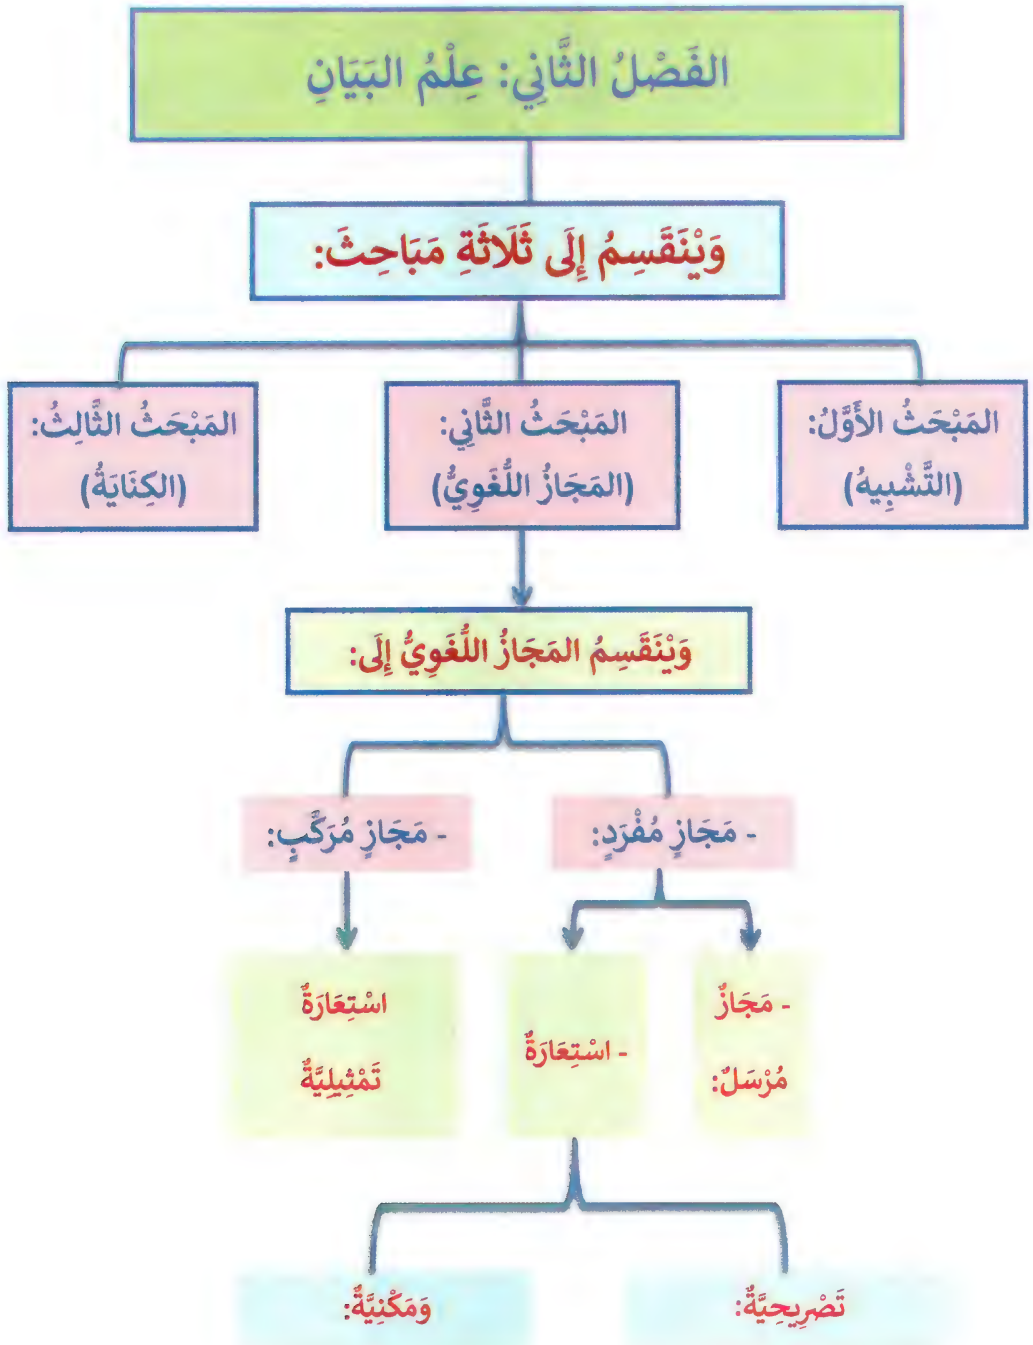 الفَصْلُ الثَّانِي: عِلْمُ البَيَانِ
وَيْنَقَسِمُ إِلَى ثَلَاثَةِ مَبَاحِثَ:
المَبْحَثُ الأَوَّلُ:
(التَّشْبِيهُ)
المَبْحَثُ الثَّانِي:
(المَجَازُ اللُّغَوِيُّ)
المَبْحَثُ الثَّالِثُ:
(الكِنَايَةُ)
وَيْنَقَسِمُ المَجَازُ اللُّغَوِيُّ إِلَى:
- مَجَازٍ مُفْرَدٍ:
- مَجَازٍ مُرَكَّبٍ:
- مَجَازٌ
مُرْسَلٌ:
- اسْتِعَارَةٌ
اسْتِعَارَةٌ
تَمْثِيلِيَّةٌ
تَصْرِيحِيَّةٌ:
وَمَكْنِيَّةٌ: